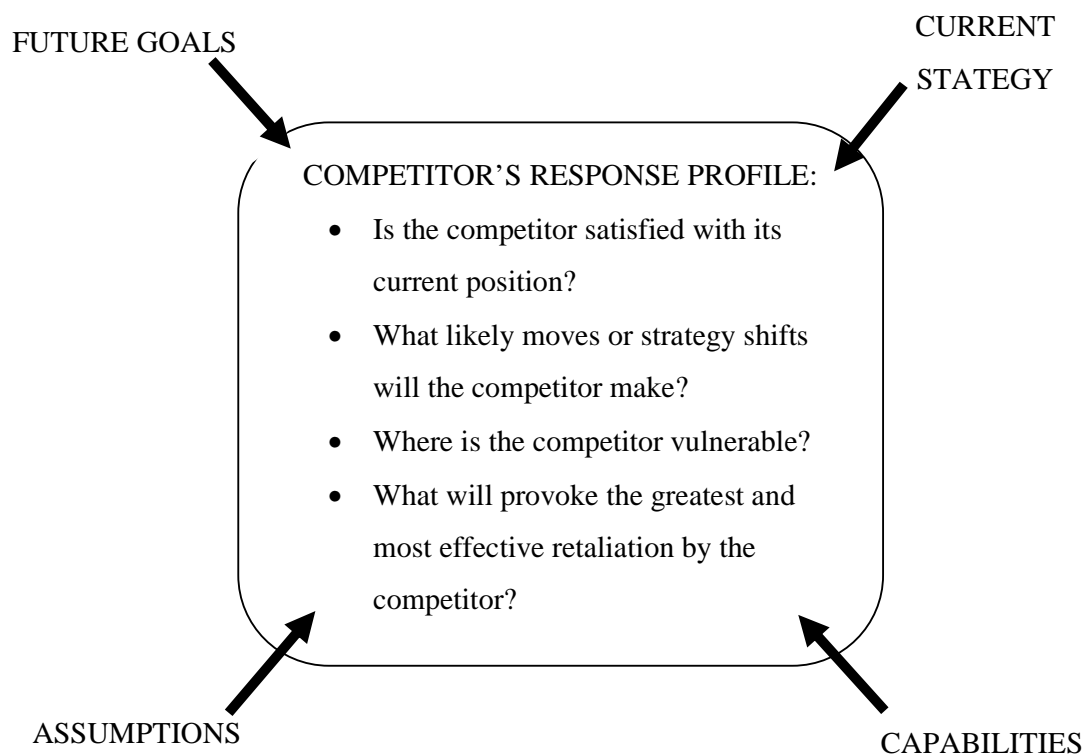 FUTURE GOALS
CURRENT
STATEGY
COMPETITOR’S RESPONSE PROFILE:
• Is the competitor satisfied with its
current position?
• What likely moves or strategy shifts
will the competitor make?
• Where is the competitor vulnerable?
• What will provoke the greatest and
most effective retaliation by the
competitor?
ASSUMPTIONS
CAPABILITIES